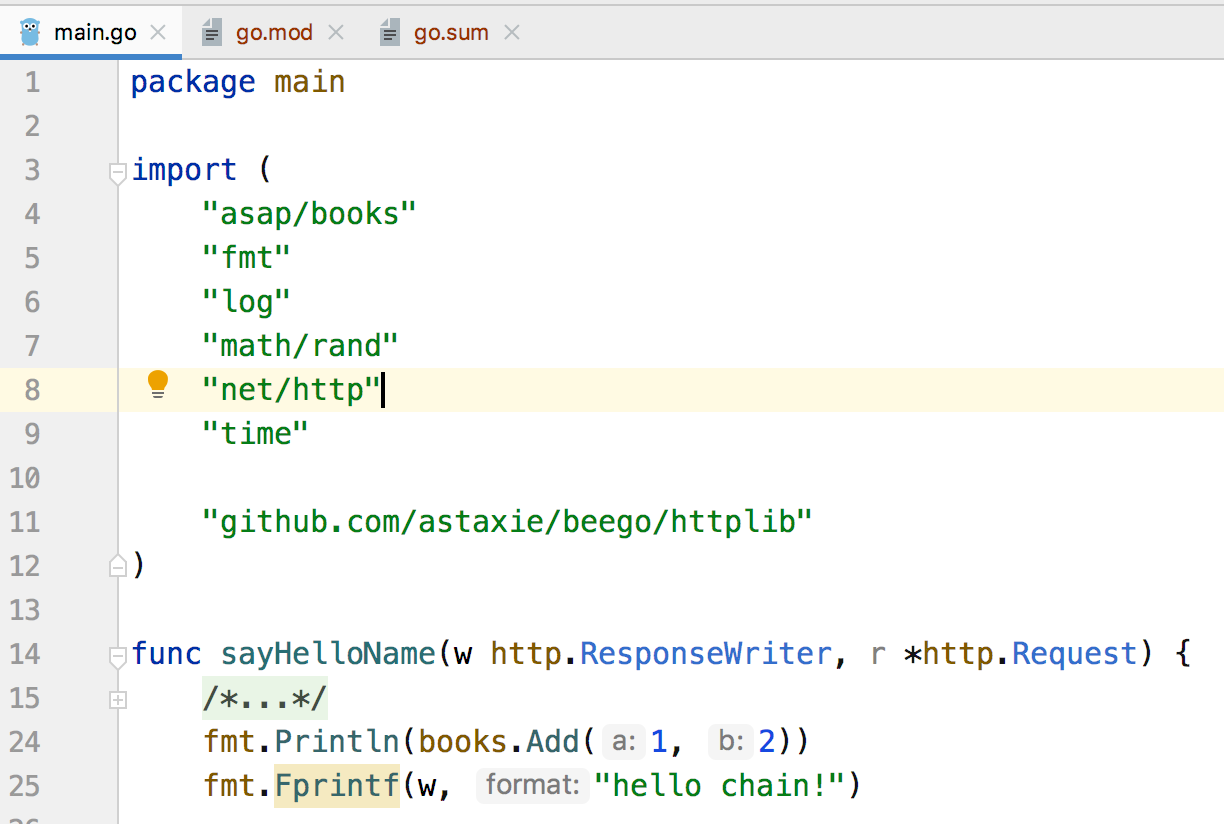 main.go go.mod go.sum
1 package main
2
3 import (
4 "asap/books"
5 "fmt"
6 "log"
7 "math/rand"
8 "net/http"
9 "time"
10
11 "github.com/astaxie/beego/httplib"
12 )
13
14 func sayHelloName(w http.ResponseWriter, r *http.Request) {
15 /*...*/
24 fmt.Println(books.Add( a: 1, b: 2))
25 fmt.Fprintf(w, format: "hello chain!")
26